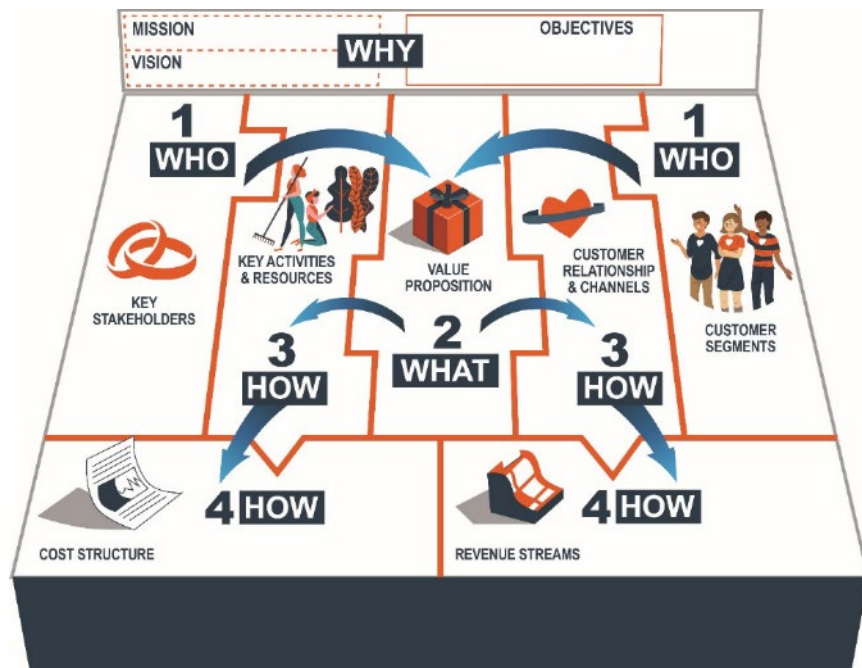 MISSION
VISION
WHY
OBJECTIVES
1
WHO
KEY
STAKEHOLDERS
KEY ACTIVITIES
& RESOURCES
VALUE
PROPOSITION
CUSTOMER
RELATIONSHIP
& CHANNELS
1
WHO
CUSTOMER
SEGMENTS
3
HOW
2
WHAT
3
HOW
4 HOW
COST STRUCTURE
4 HOW
REVENUE STREAMS